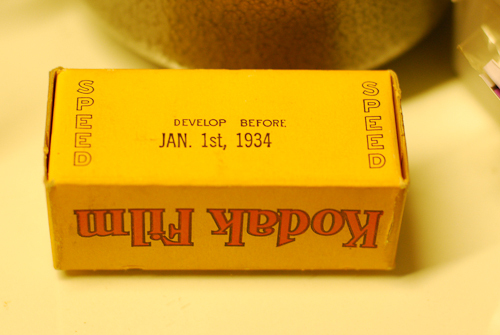 SPEED
DEVELOP BEFORE
JAN. 1st, 1934
SPEED
Kodak Film